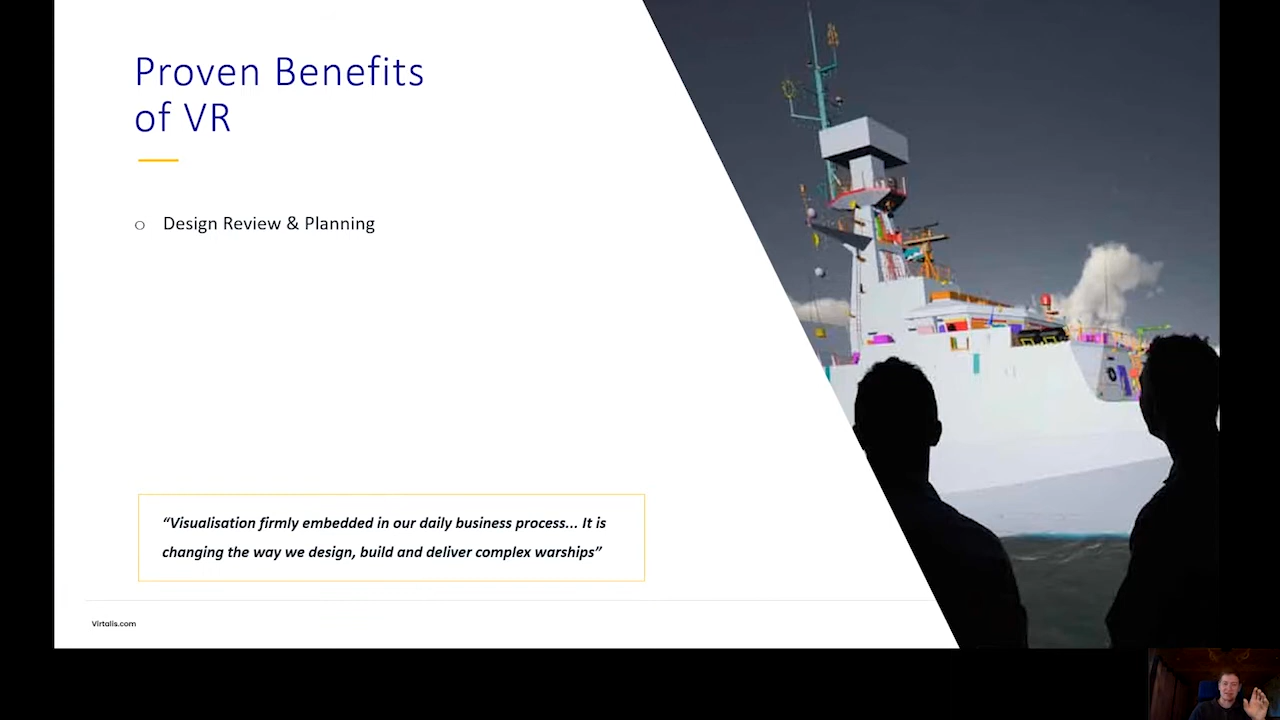 Proven Benefits
of VR
o Design Review & Planning
“Visualisation firmly embedded in our daily business process... It is
changing the way we design, build and deliver complex warships”
Virtalis.com